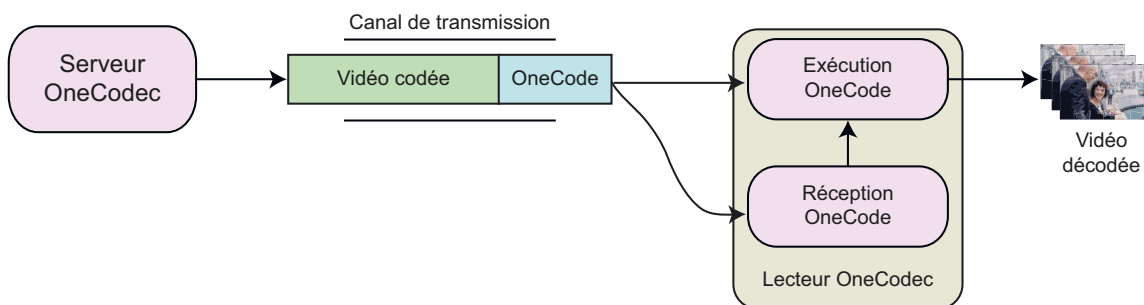 Canal de transmission
Serveur
OneCodec
Vidéo codée
OneCode
Exécution
OneCode
Vidéo
décodée
Réception
OneCode
Lecteur OneCodec